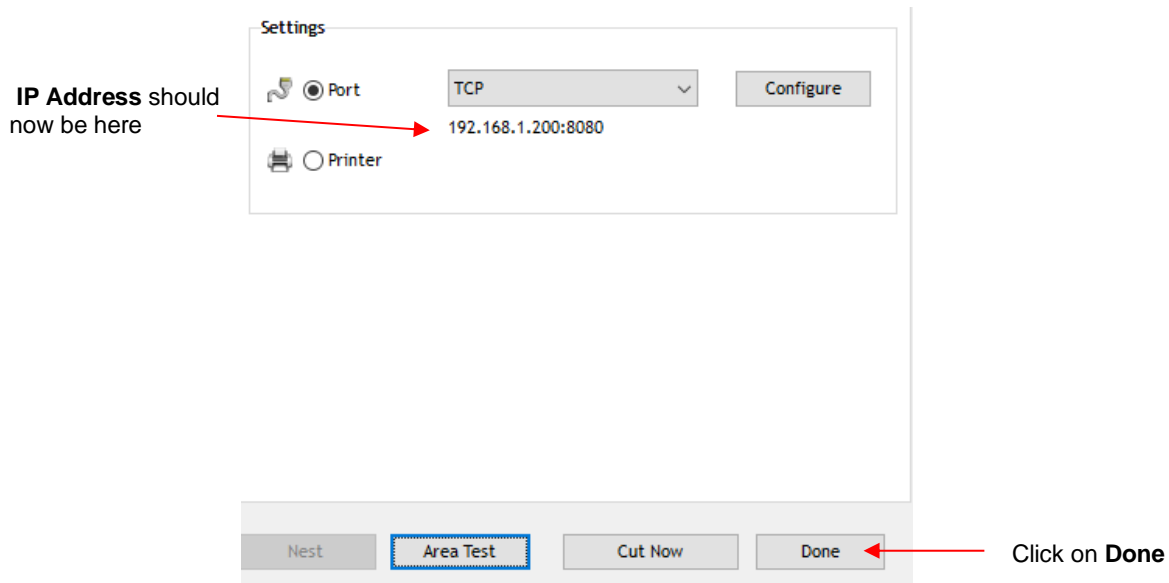 Settings
Port
TCP
Configure
IP Address should
now be here
192.168.1.200:8080
Printer
Nest
Area Test
Cut Now
Done
Click on Done